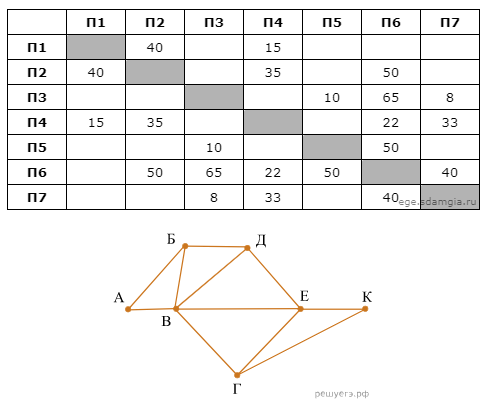 П1 П2 П3 П4 П5 П6 П7
П1 40 15
П2 40 35 50
П3 10 65 8
П4 15 35 22 33
П5 10 50
П6 50 65 22 50 40
П7 8 33 40
ege.sdamgia.ru
Б Д
А В Е К
Г
решуегэ.рф